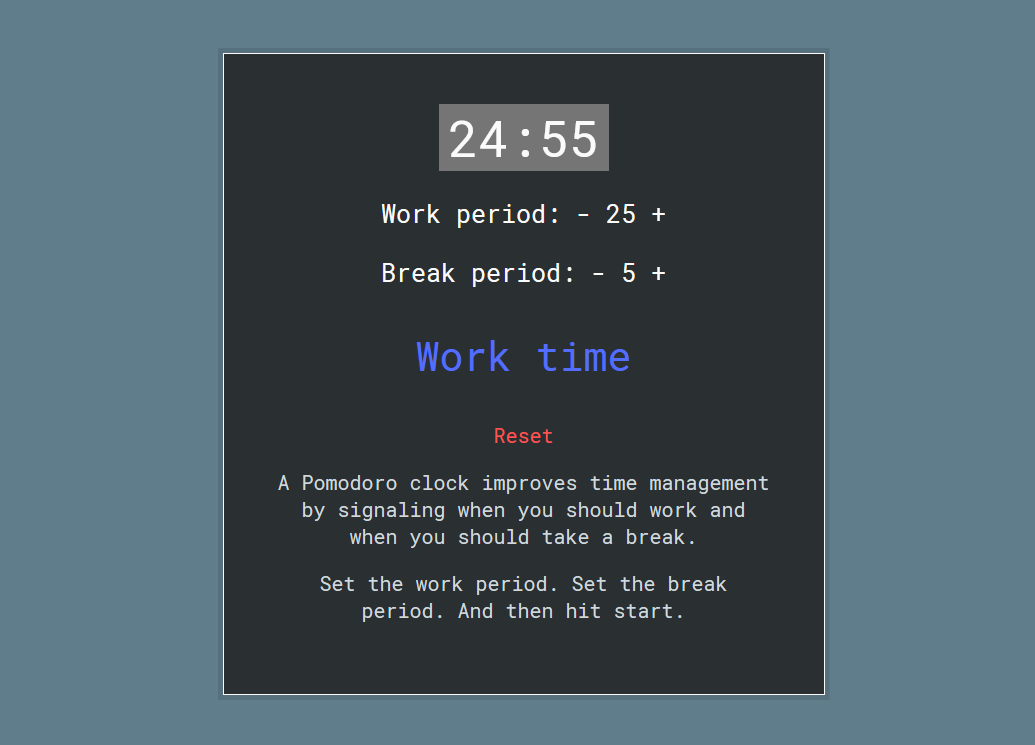 24:55
Work period: - 25 +
Break period: - 5 +
Work time
Reset
A Pomodoro clock improves time management
by signaling when you should work and
when you should take a break.
Set the work period. Set the break
period. And then hit start.